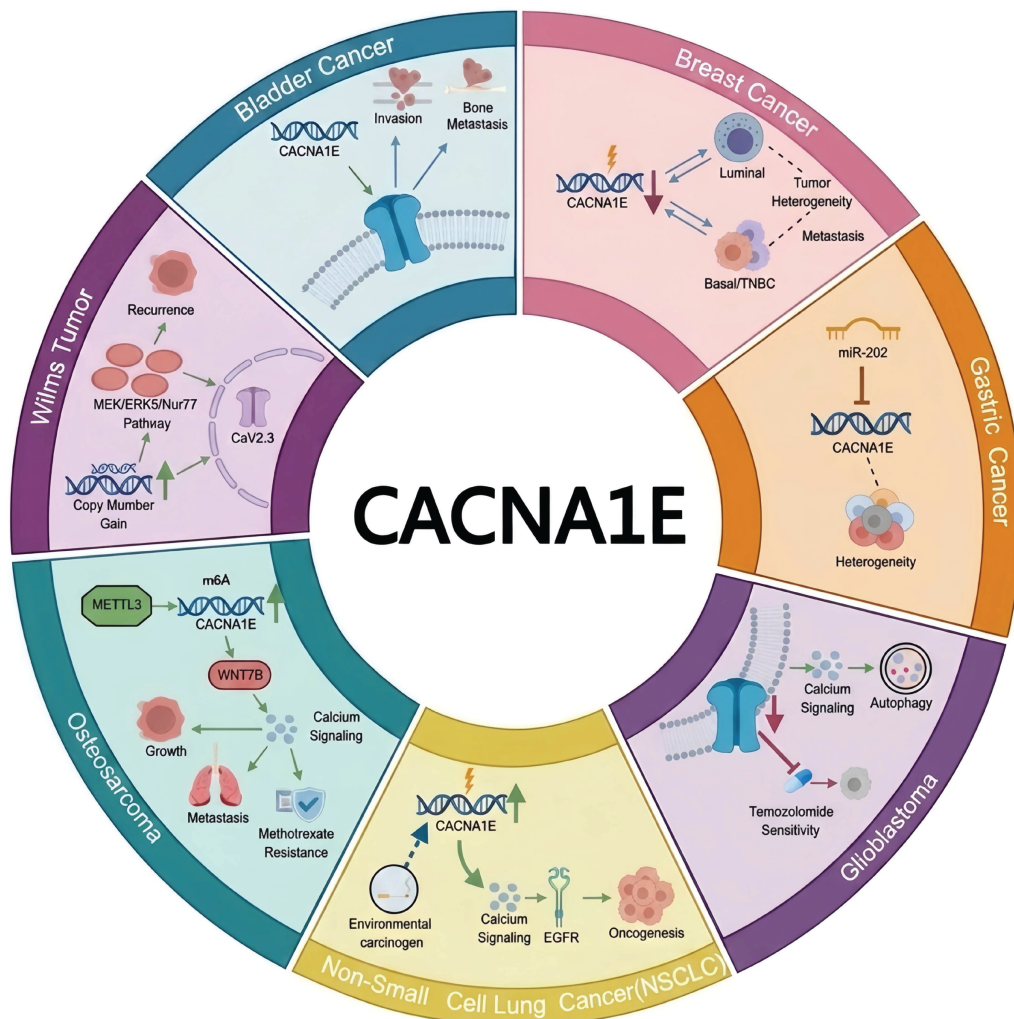 Bladder Cancer
CACNA1E
Invasion
Bone
Metastasis
Breast Cancer
CACNA1E
Luminal
Tumor
Heterogeneity
Metastasis
Basal/TNBC
Gastric Cancer
miR-202
CACNA1E
Heterogeneity
Glioblastoma
Calcium
Signaling
Autophagy
Temozolomide
Sensitivity
Non-Small Cell Lung Cancer(NSCLC)
CACNA1E
Environmental
carcinogen
Calcium
Signaling
EGFR
Oncogenesis
Osteosarcoma
METTL3
m6A
CACNA1E
WNT7B
Calcium
Signaling
Growth
Metastasis
Methotrexate
Resistance
Wilms Tumor
Recurrence
MEK/ERK5/Nur77
Pathway
CaV2.3
Copy Mumber
Gain
CACNA1E